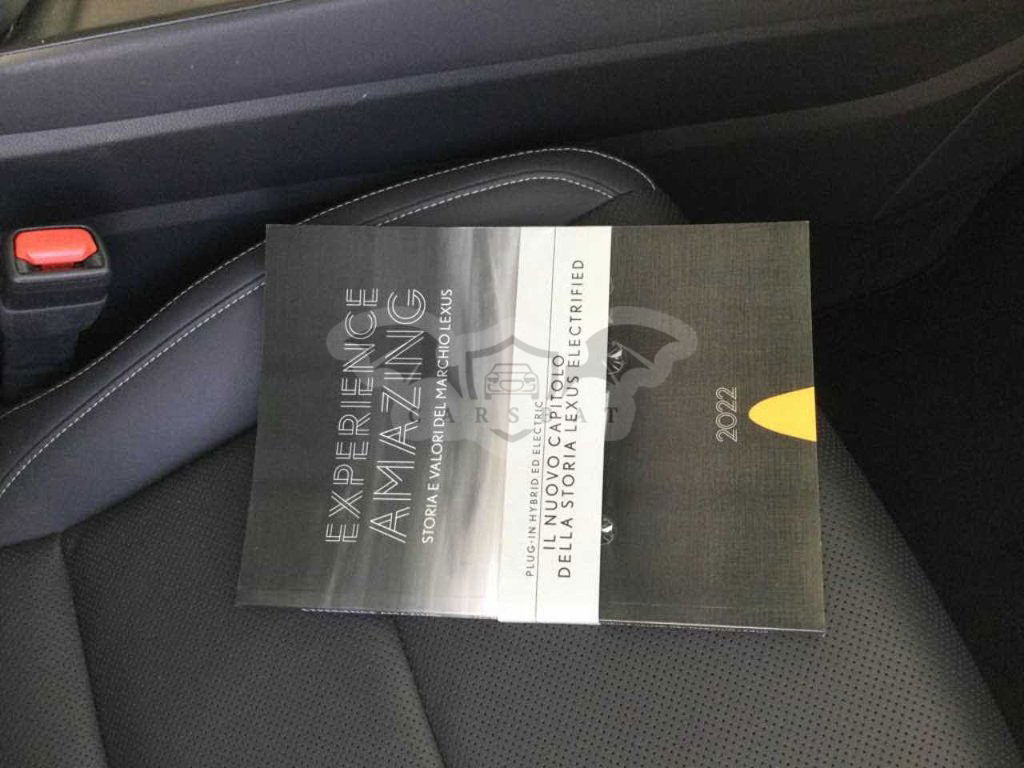 EXPERIENCE
AMAZING
STORIA E VALORI DEL MARCHIO LEXUS
PLUG-IN HYBRID ED ELECTRIC
IL NUOVO CAPITOLO
DELLA STORIA LEXUS ELECTRIFIED
2022